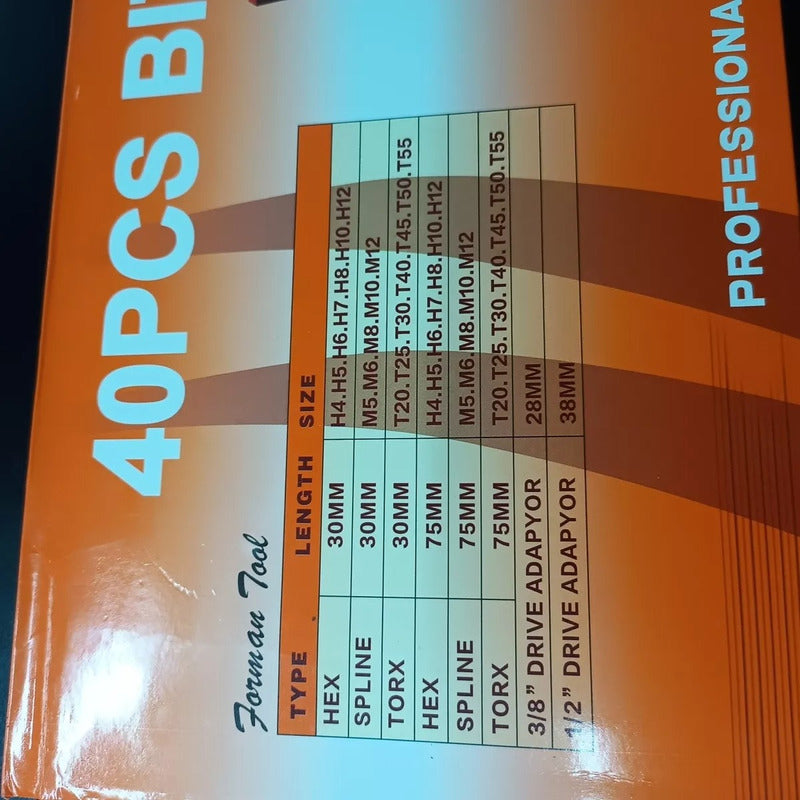 40PCS BI
Forman Tool
TYPE LENGTH SIZE
HEX 30MM H4.H5.H6.H7.H8.H10.H12
SPLINE 30MM M5.M6.M8.M10.M12
TORX 30MM T20.T25.T30.T40.T45.T50.T55
HEX 75MM H4.H5.H6.H7.H8.H10.H12
SPLINE 75MM M5.M6.M8.M10.M12
TORX 75MM T20.T25.T30.T40.T45.T50.T55
3/8” DRIVE ADAPYOR 28MM
1/2” DRIVE ADAPYOR 38MM
PROFESSIONA